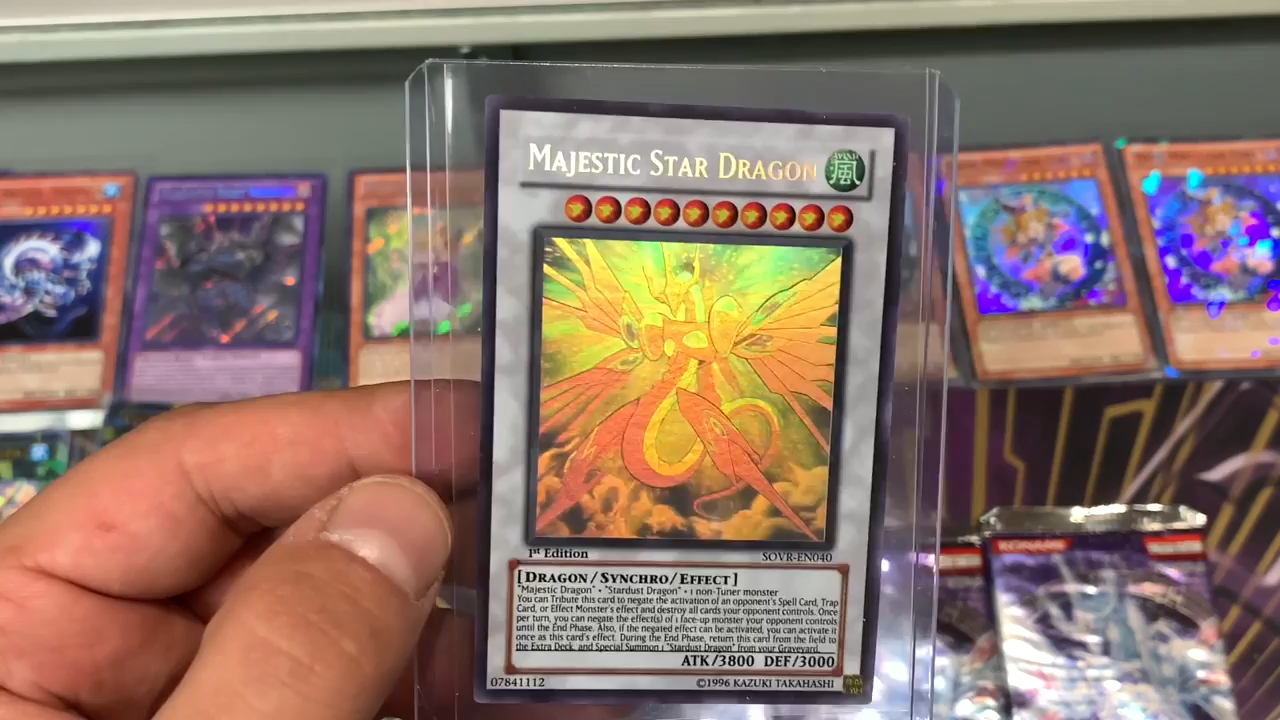 MAJESTIC STAR DRAGON
風
1st Edition
SOVR-EN040
[DRAGON/SYNCHRO/EFFECT]
"Majestic Dragon" + "Stardust Dragon" + 1 non-Tuner monster
You can Tribute this card to negate the activation of an opponent's Spell Card, Trap
Card, or Effect Monster's effect and destroy all cards your opponent controls. Once
per turn, you can negate the effect(s) of 1 face-up monster your opponent controls
until the End Phase. Also, if the negated effect can be activated, you can activate it
once as this card's effect. During the End Phase, return this card from the field to
the Extra Deck, and Special Summon 1 "Stardust Dragon" from your Graveyard.
ATK/3800 DEF/3000
07841112
©1996 KAZUKI TAKAHASHI
KONAMI